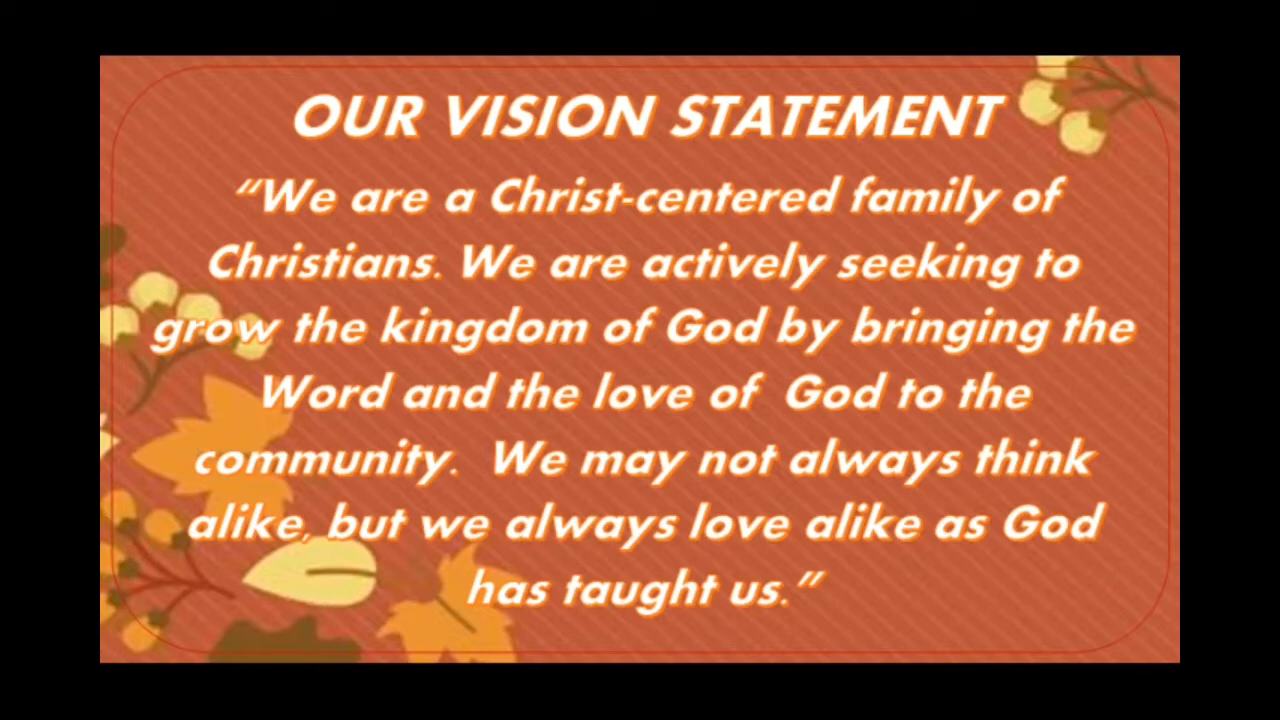 OUR VISION STATEMENT
“We are a Christ-centered family of
Christians. We are actively seeking to
grow the kingdom of God by bringing the
Word and the love of  God to the
community.  We may not always think
alike, but we always love alike as God
has taught us.”